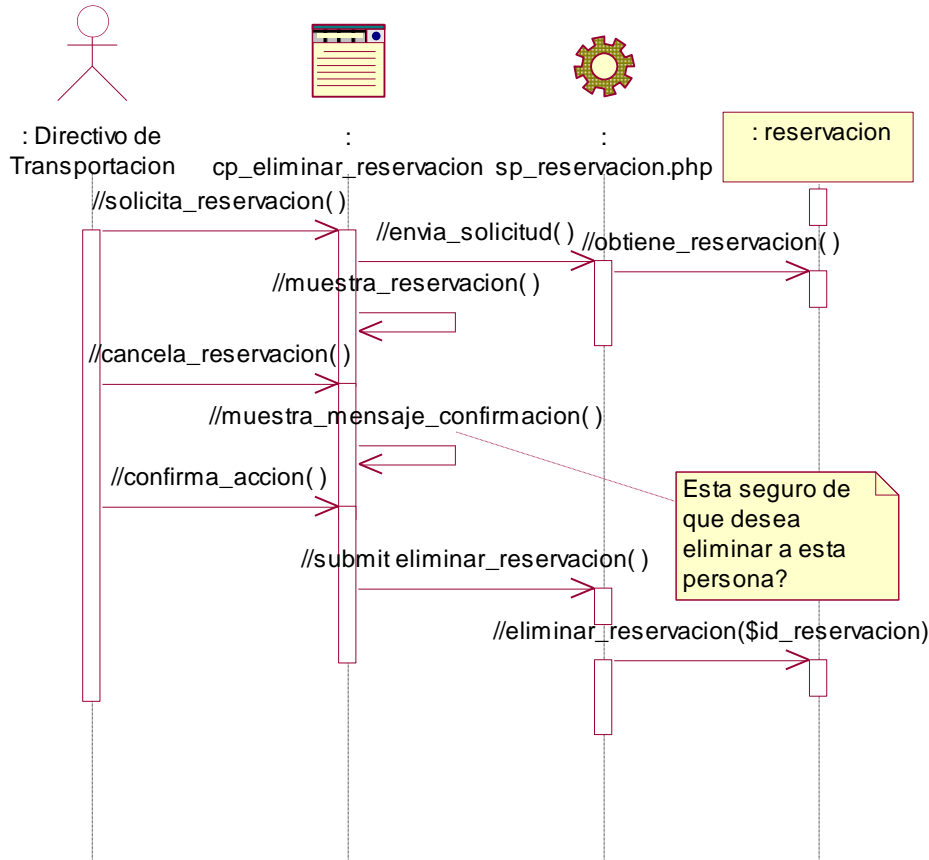 : Directivo de
Transportacion
:
cp_eliminar_reservacion
:
sp_reservacion.php
: reservacion
//solicita_reservacion( )
//envia_solicitud( )
//obtiene_reservacion( )
//muestra_reservacion( )
//cancela_reservacion( )
//muestra_mensaje_confirmacion( )
//confirma_accion( )
Esta seguro de
que desea
eliminar a esta
persona?
//submit eliminar_reservacion( )
//eliminar_reservacion($id_reservacion)